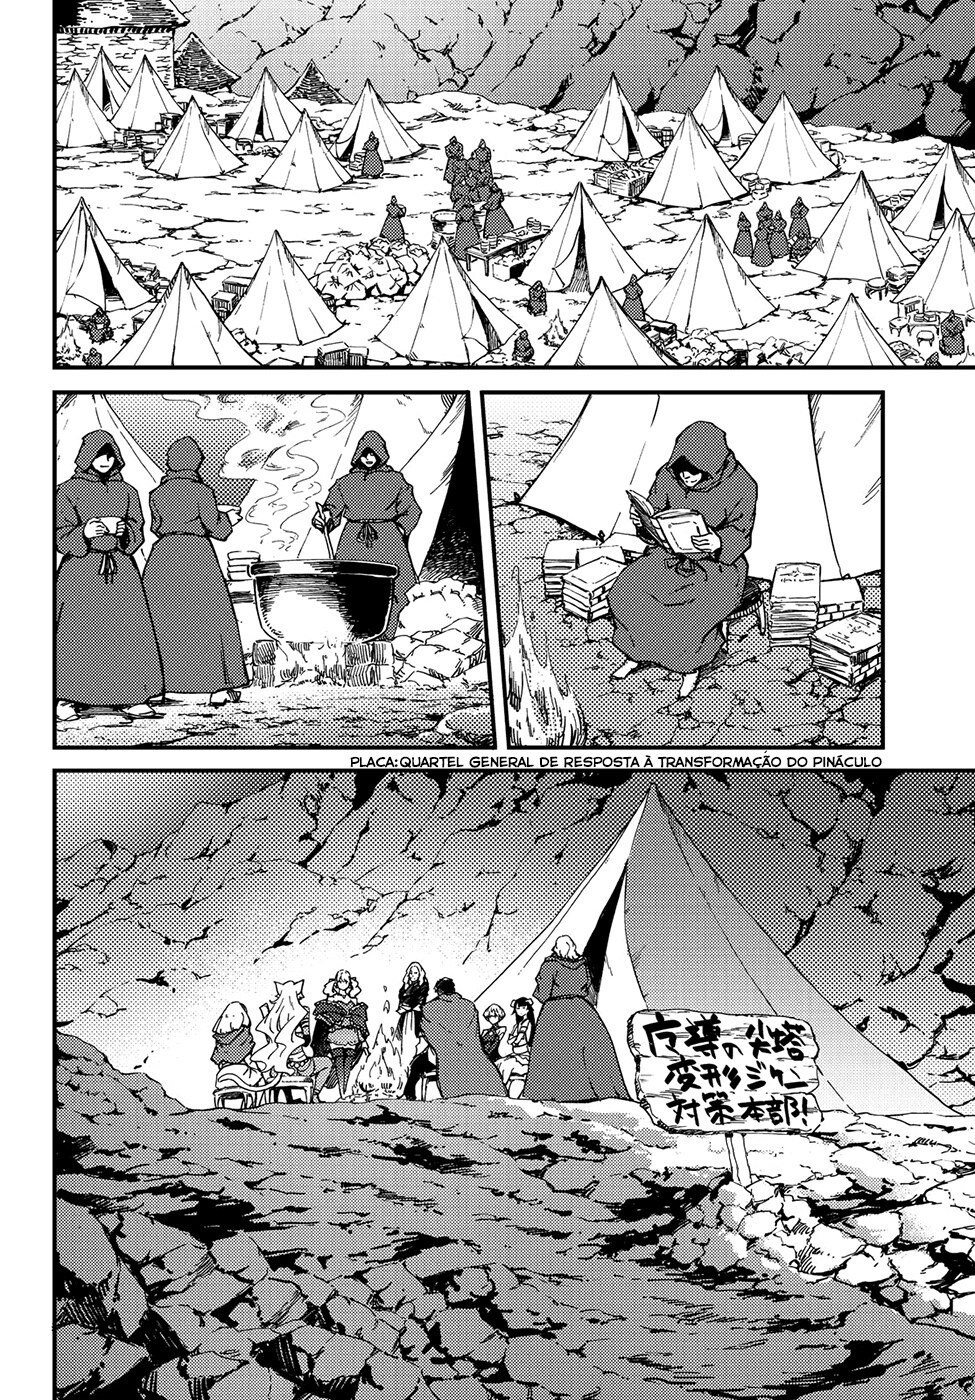 PLACA:QUARTEL GENERAL DE RESPOSTA À TRANSFORMAÇÃO DO PINÁCULO
導の尖塔
変形ジケン
対策本部!